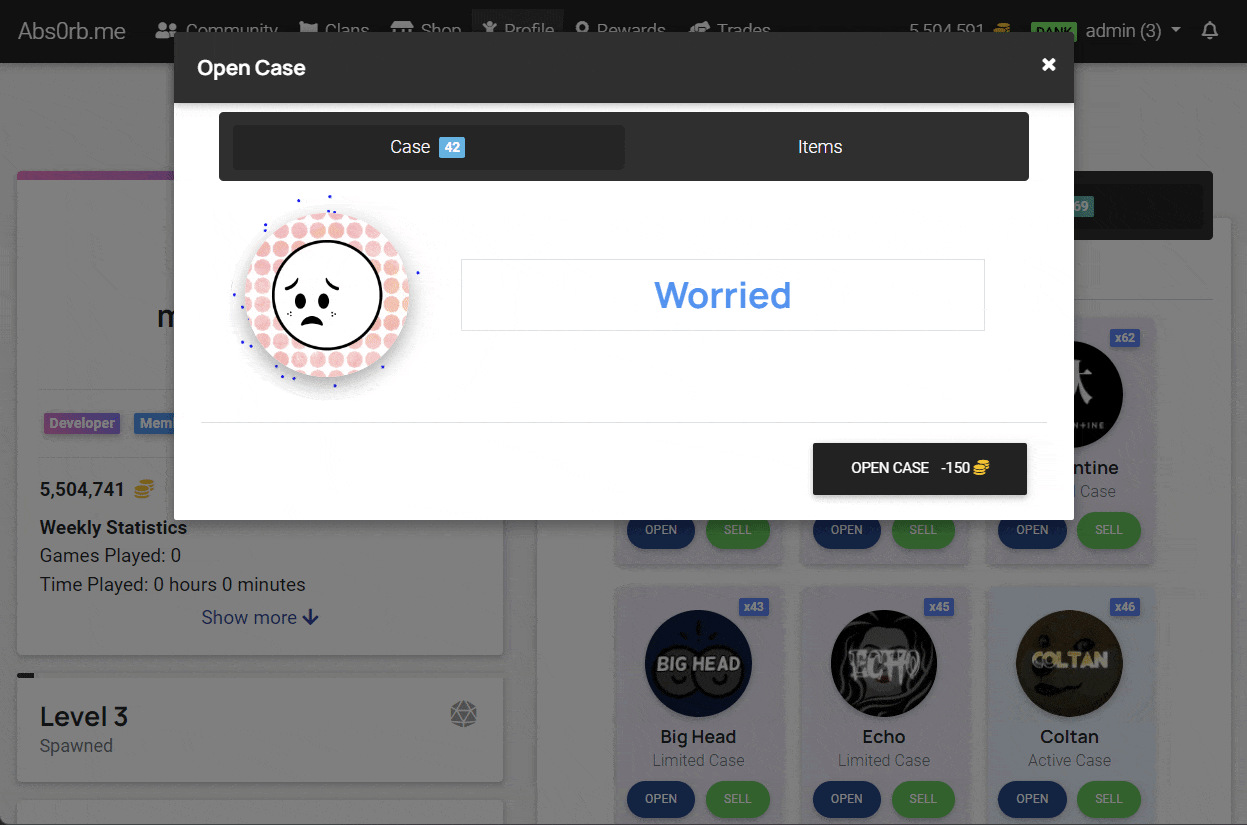 Abs0rb.me
Community Clans Shop Profile Rewards Trades
5,504,591 admin (3)
Open Case
Case 42
Items
Worried
OPEN CASE -150
69
Developer
5,504,741
Weekly Statistics
Games Played: 0
Time Played: 0 hours 0 minutes
Show more
Level 3
Spawned
x62
Case
OPEN SELL OPEN SELL OPEN SELL
x43 x45 x46
BIG HEAD ECHO COLTAN
Big Head Echo Coltan
Limited Case Limited Case Active Case
OPEN SELL OPEN SELL OPEN SELL